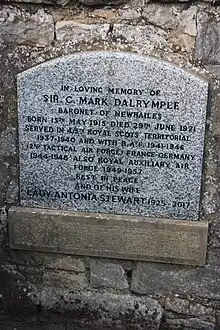 IN LOVING MEMORY OF
SIR C. MARK DALRYMPLE
BARONET OF NEWHAILES
BORN 15TH MAY 1915 DIED 29TH JUNE 1971
SERVED IN ROYAL SCOTS TERRITORIAL
1937-1940 AND WITH R.A.F. 1941-1946
(2ND TACTICAL AIR FORCE) FRANCE-GERMANY
1944-1946 ALSO ROYAL AUXILIARY AIR
FORCE 1949-1957
REST IN PEACE
AND OF HIS WIFE
LADY ANTONIA STEWART 1925-2017